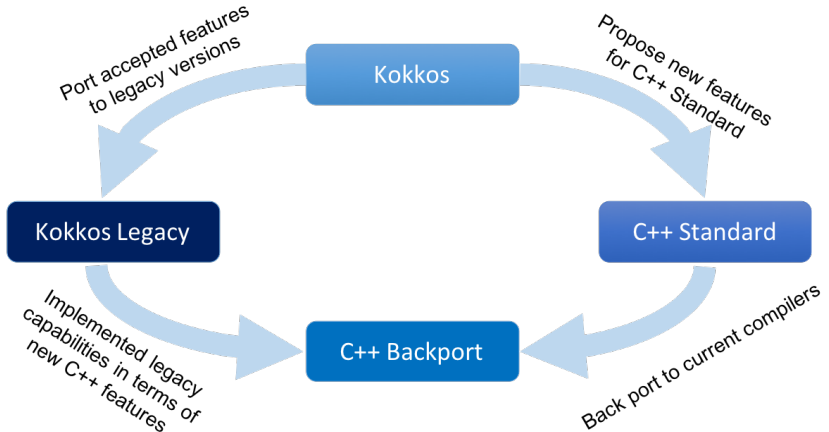 Port accepted features
to legacy versions
Kokkos
Propose new features
for C++ Standard
Kokkos Legacy
C++ Standard
Implemented legacy
capabilities in terms of
new C++ features
C++ Backport
Back port to current compilers